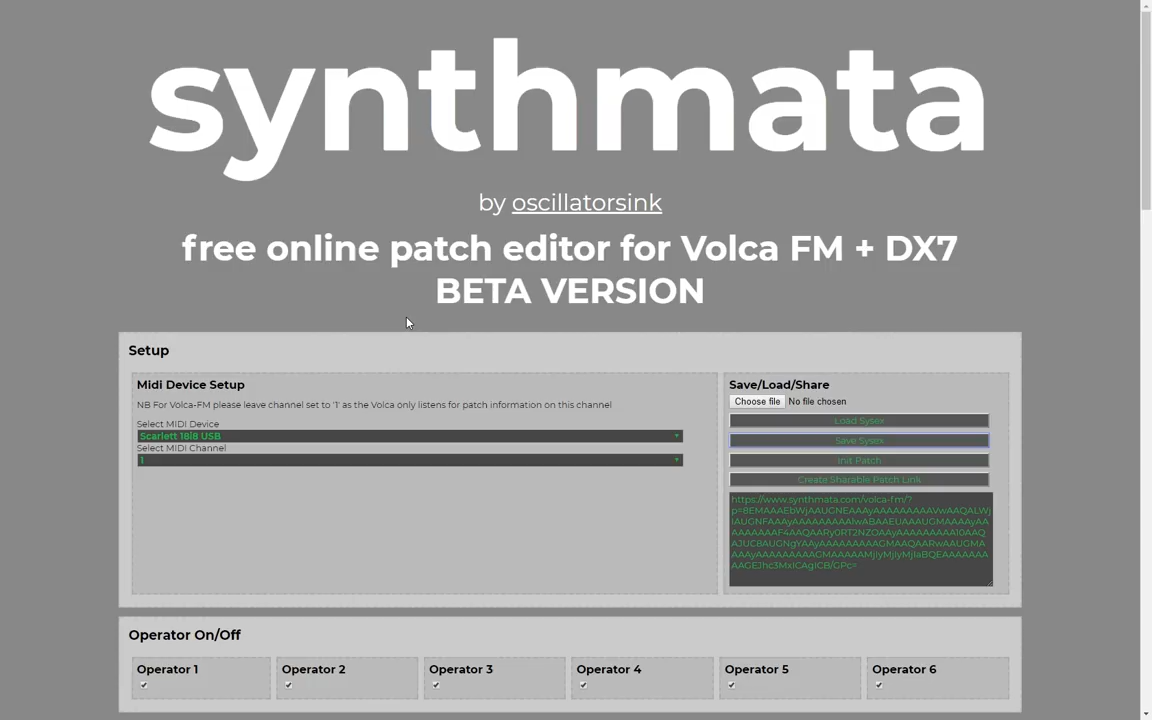 synthmata
by oscillatorsink
free online patch editor for Volca FM + DX7
BETA VERSION
Setup
Midi Device Setup
NB For Volca-FM please leave channel set to '1' as the Volca only listens for patch information on this channel
Select MIDI Device
Scarlett 18i8 USB
Select MIDI Channel
1
Save/Load/Share
Choose file No file chosen
Load Sysex
Save Sysex
Init Patch
Create Sharable Patch Link
https://www.synthmata.com/volca-fm/?
Operator On/Off
Operator 1
Operator 2
Operator 3
Operator 4
Operator 5
Operator 6